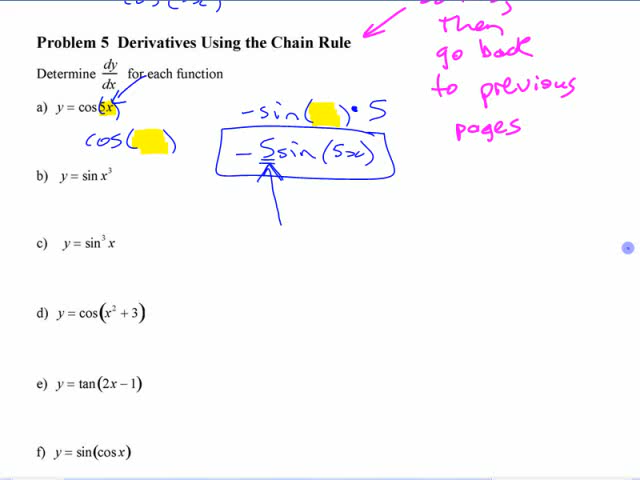 Problem 5 Derivatives Using the Chain Rule
then
go back
to previous
pages
Determine dy/dx for each function
a) y = cos(5x)
-sin( ) • 5
cos( )
-5sin(5x)
b) y = sin x³
c) y = sin³ x
d) y = cos(x² + 3)
e) y = tan(2x − 1)
f) y = sin(cos x)